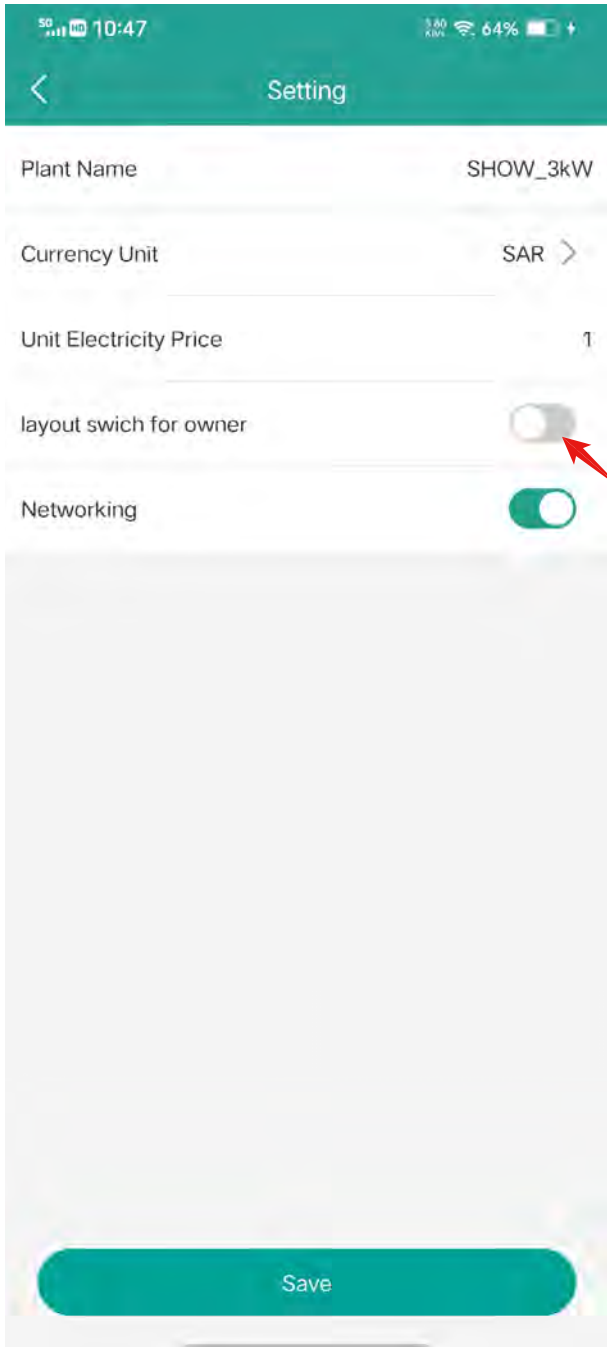 10:47
64%
Setting
Plant Name SHOW_3kW
Currency Unit SAR
Unit Electricity Price 1
layout swich for owner
Networking
Save